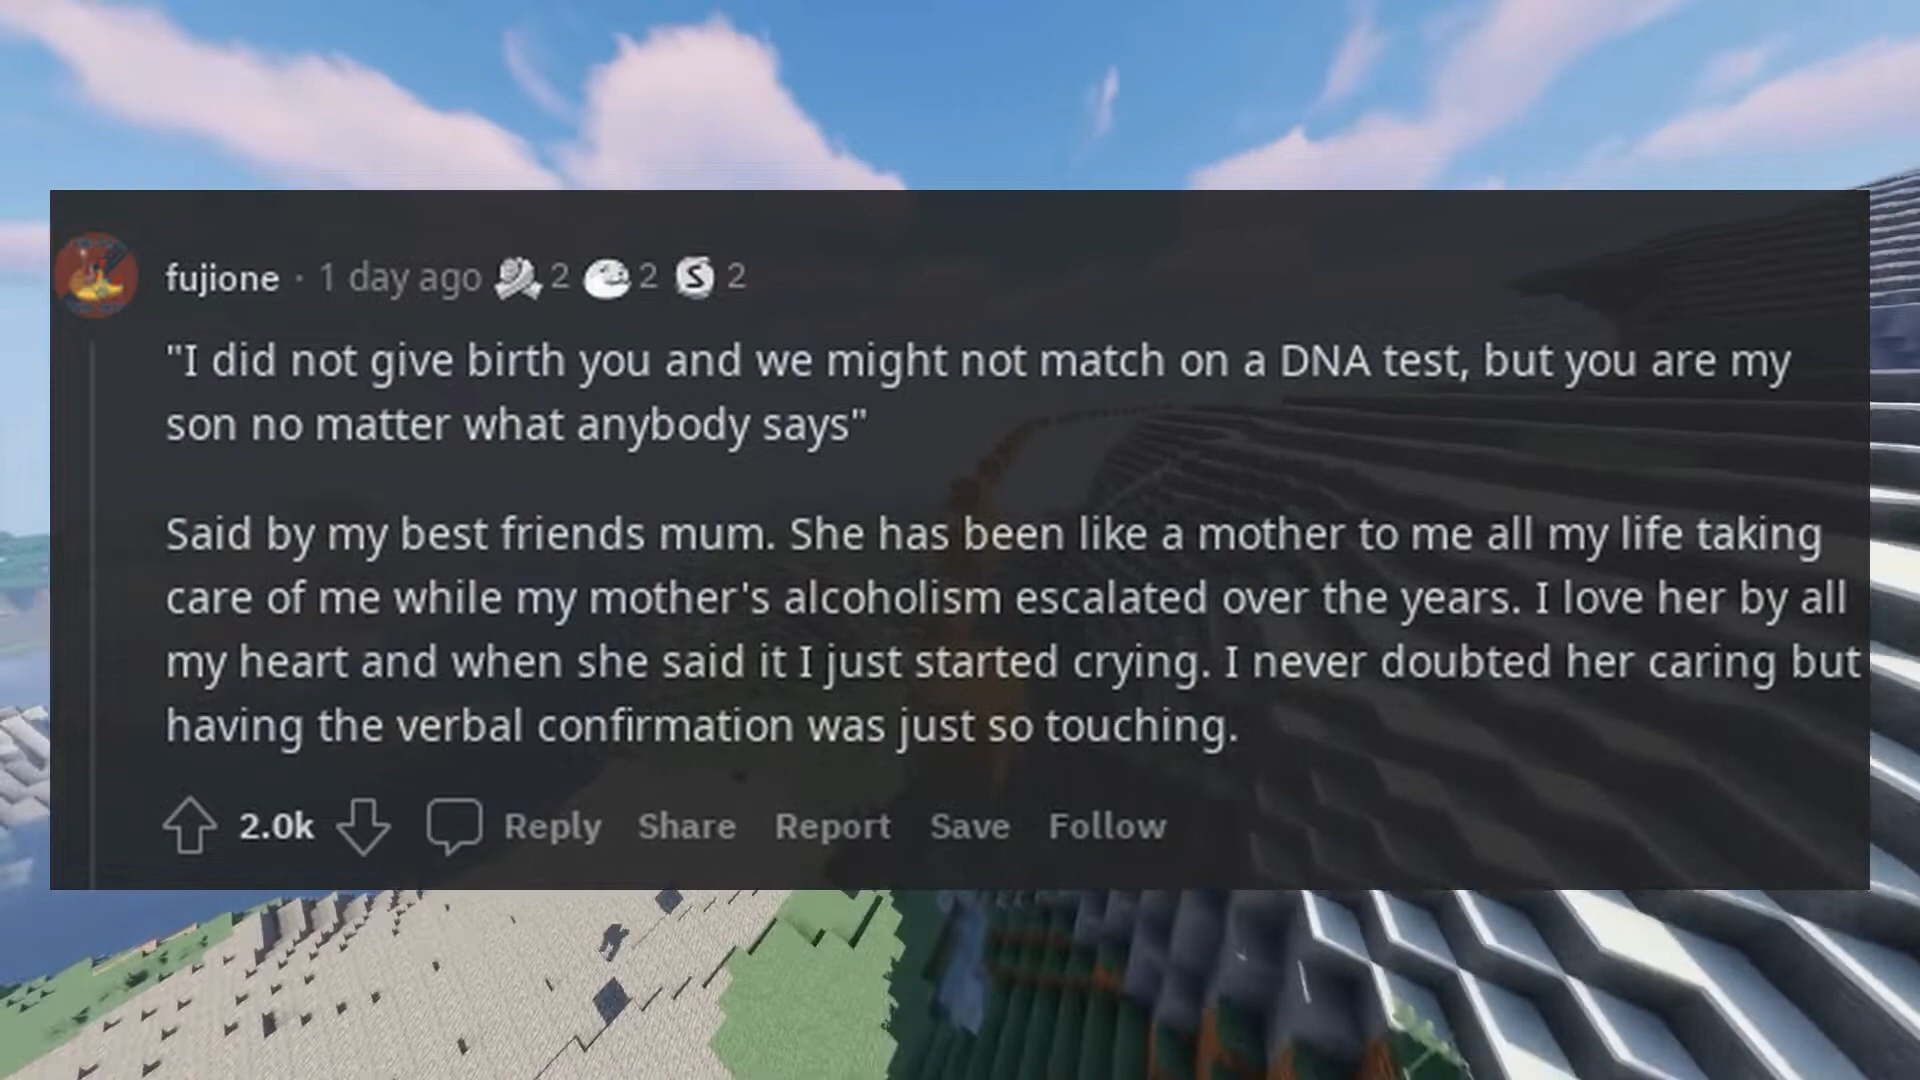 fujione · 1 day ago 2 2 S 2
"I did not give birth you and we might not match on a DNA test, but you are my
son no matter what anybody says"
Said by my best friends mum. She has been like a mother to me all my life taking
care of me while my mother's alcoholism escalated over the years. I love her by all
my heart and when she said it I just started crying. I never doubted her caring but
having the verbal confirmation was just so touching.
2.0k Reply Share Report Save Follow